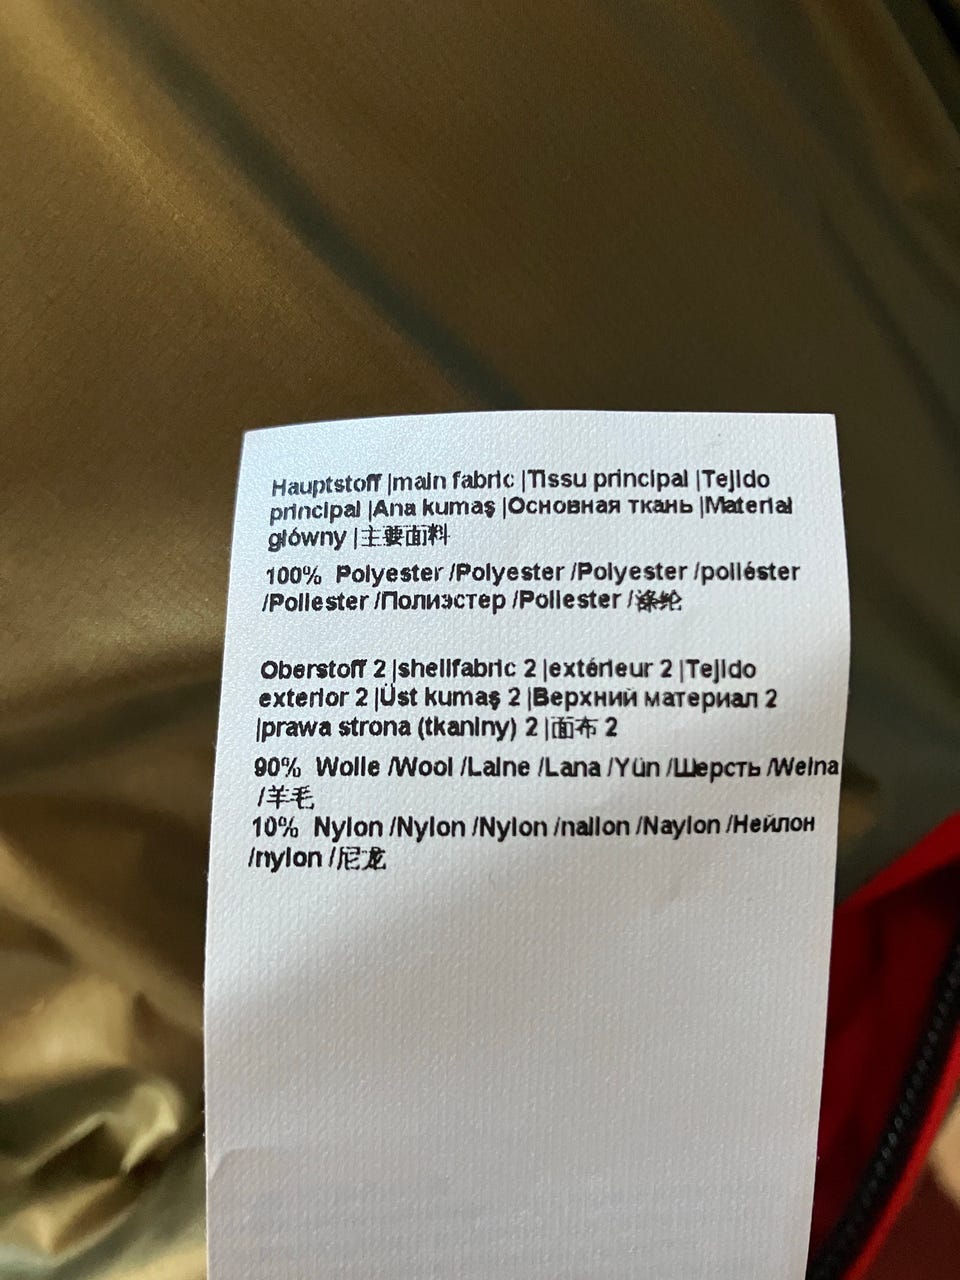 Hauptstoff |main fabric |Tissu principal |Tejido
principal |Ana kumaş |Основная ткань |Materiał
główny |主要面料
100% Polyester /Polyester /Polyester /poliéster
/Poliester /Полиэстер /Poliester /涤纶
Oberstoff 2 |shellfabric 2 |extérieur 2 |Tejido
exterior 2 |Üst kumaş 2 |Верхний материал 2
|prawa strona (tkaniny) 2 |面布 2
90% Wolle /Wool /Laine /Lana /Yün /Шерсть /Wełna
/羊毛
10% Nylon /Nylon /Nylon /nailon /Naylon /Нейлон
/nylon /尼龙